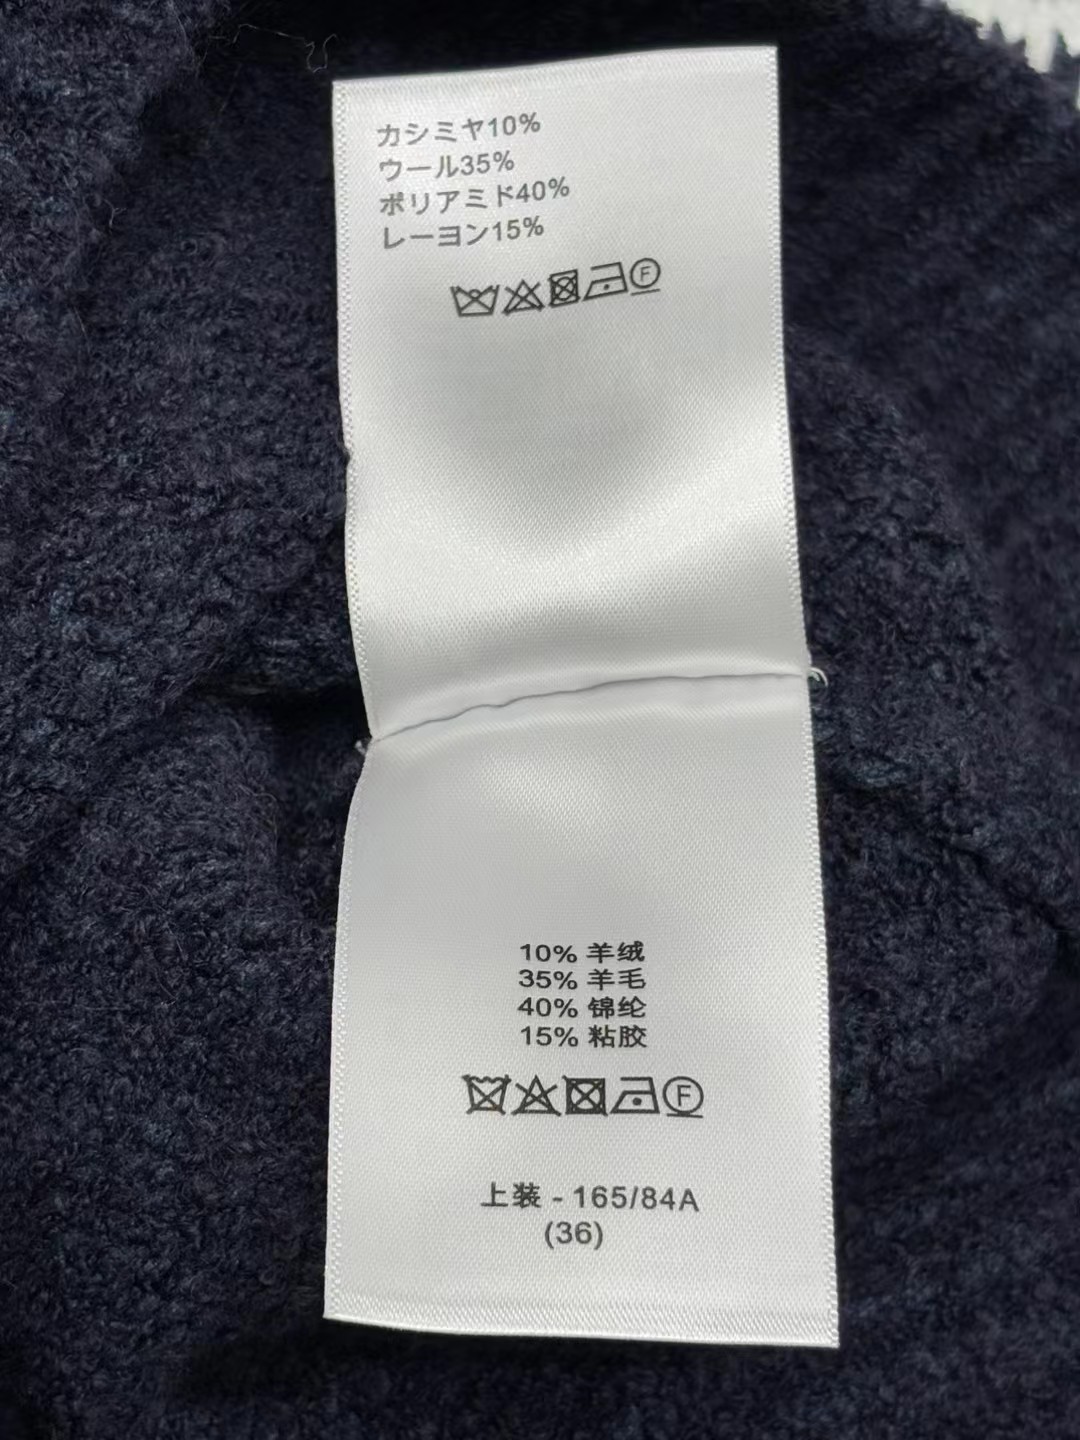 カシミヤ10%
ウール35%
ポリアミド40%
レーヨン15%
F
10% 羊绒
35% 羊毛
40% 锦纶
15% 粘胶
F
上装 - 165/84A
(36)